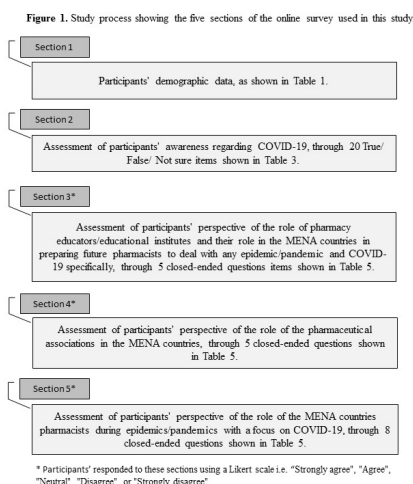 Figure 1. Study process showing the five sections of the online survey used in this study
Section 1
Participants' demographic data, as shown in Table 1.
Section 2
Assessment of participants' awareness regarding COVID-19, through 20 True/
False/ Not sure items shown in Table 3.
Section 3*
Assessment of participants' perspective of the role of pharmacy
educators/educational institutes and their role in the MENA countries in
preparing future pharmacists to deal with any epidemic/pandemic and COVID-
19 specifically, through 5 closed-ended questions items shown in Table 5.
Section 4*
Assessment of participants' perspective of the role of the pharmaceutical
associations in the MENA countries, through 5 closed-ended questions shown
in Table 5.
Section 5*
Assessment of participants' perspective of the role of the MENA countries
pharmacists during epidemics/pandemics with a focus on COVID-19, through 8
closed-ended questions shown in Table 5.
* Participants' responded to these sections using a Likert scale i.e. "Strongly agree", "Agree",
"Neutral", "Disagree", or "Strongly disagree"